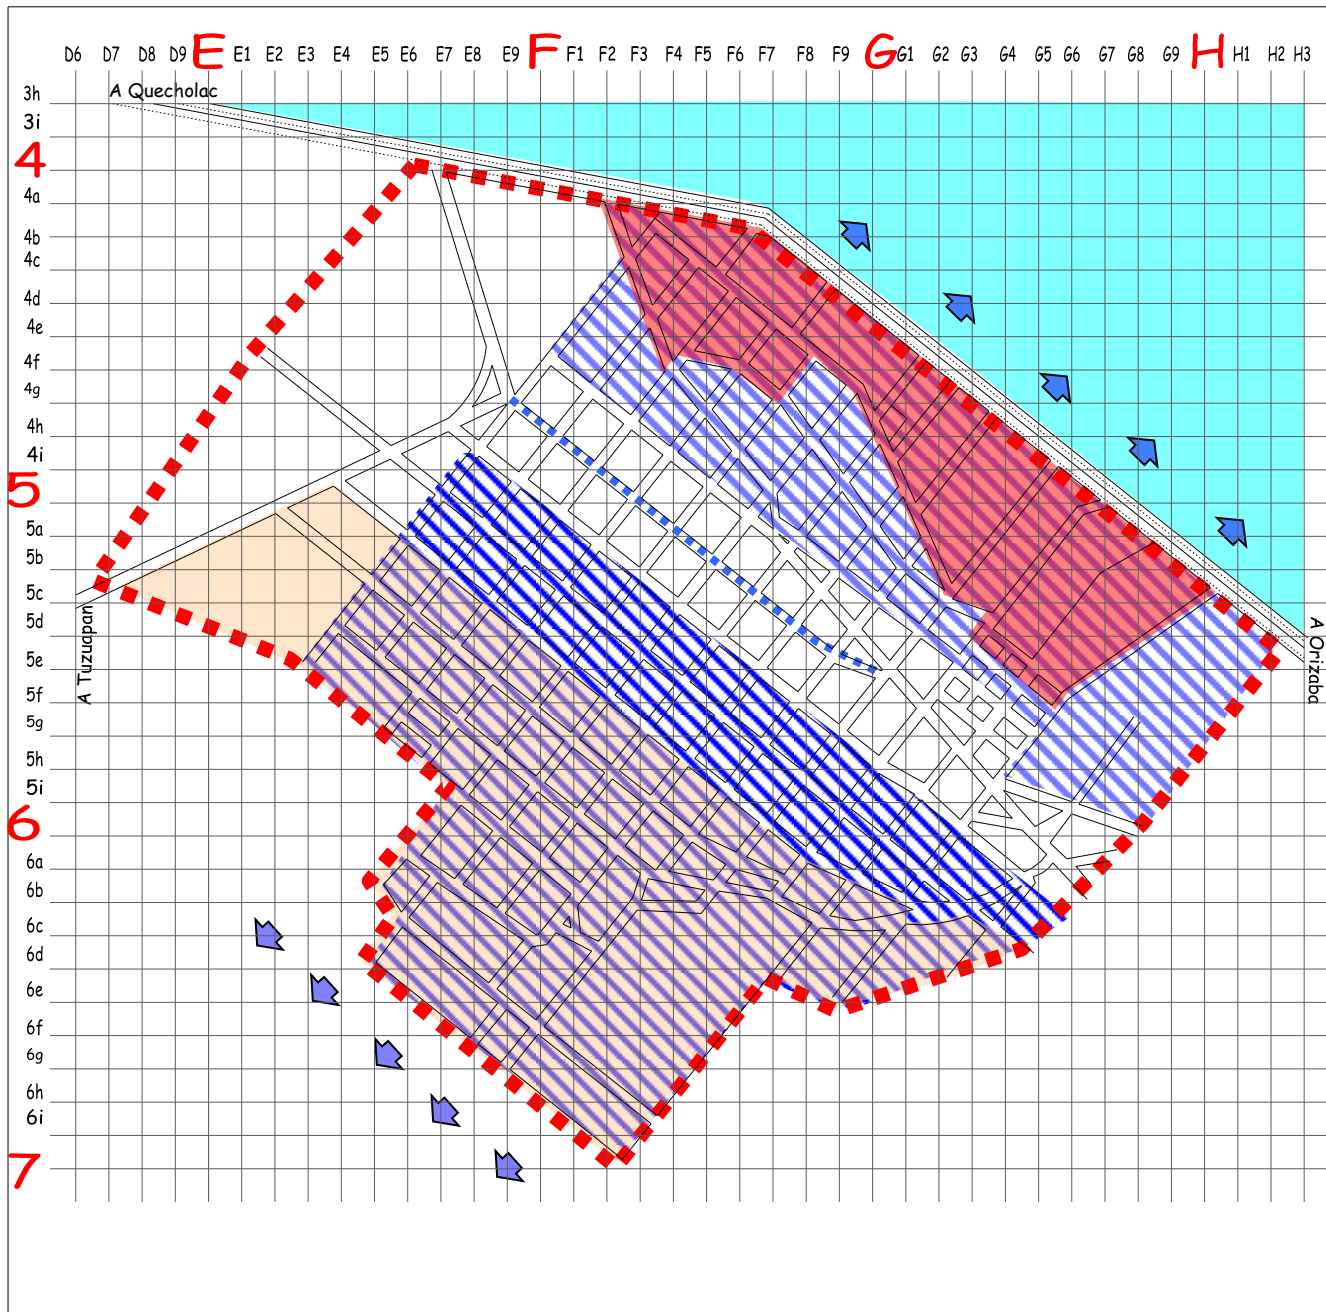 D6 D7 D8 D9 E E1 E2 E3 E4 E5 E6 E7 E8 E9 F F1 F2 F3 F4 F5 F6 F7 F8 F9 G G1 G2 G3 G4 G5 G6 G7 G8 G9 H H1 H2 H3
A Quecholac
3h
3i
4
4a
4b
4c
4d
4e
4f
4g
4h
4i
5
5a
5b
5c
5d
5e
5f
5g
5h
5i
6
6a
6b
6c
6d
6e
6f
6g
6h
6i
7
A Tuzuapan
A Orizaba